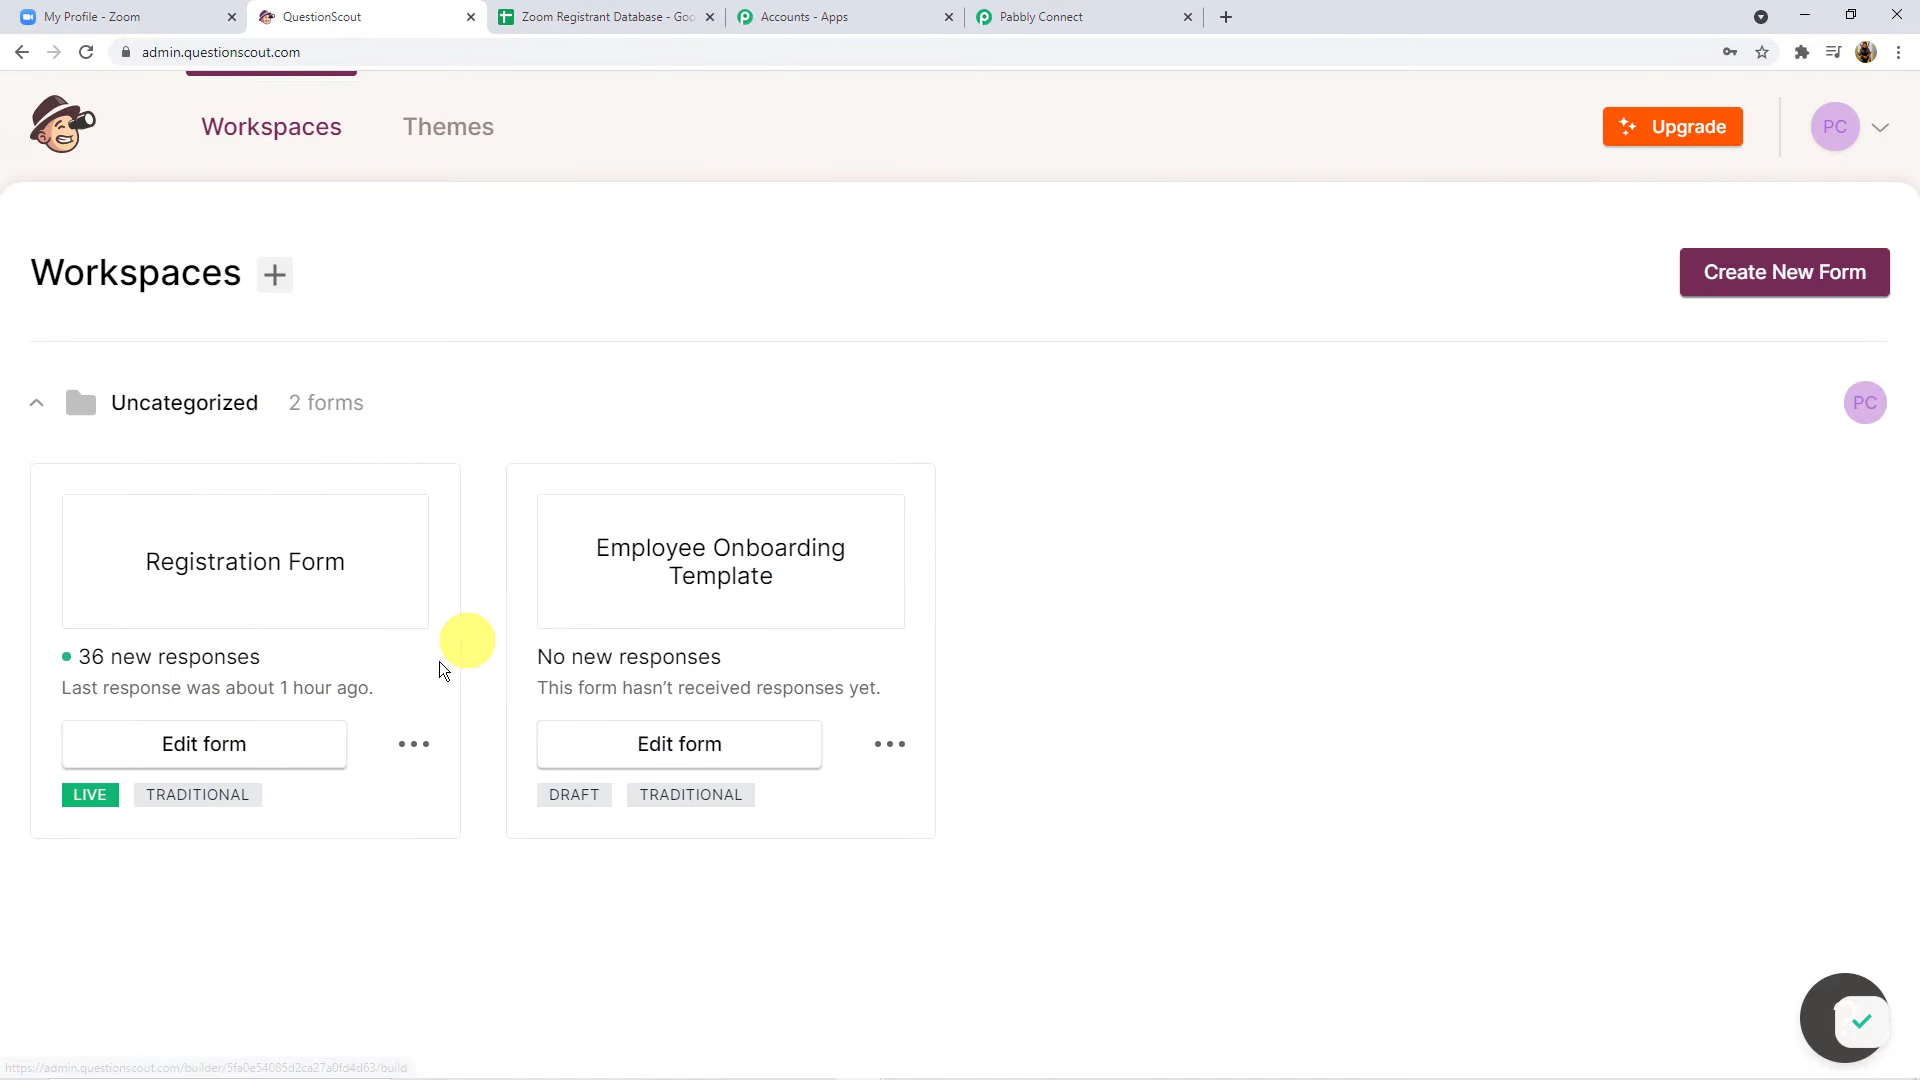 My Profile - Zoom
QuestionScout
Zoom Registrant Database - Goo
Accounts - Apps
Pabbly Connect
admin.questionscout.com
Workspaces
Themes
Upgrade
PC
Workspaces
Create New Form
Uncategorized
2 forms
PC
Registration Form
Employee Onboarding
Template
36 new responses
No new responses
Last response was about 1 hour ago.
This form hasn't received responses yet.
Edit form
Edit form
LIVE
TRADITIONAL
DRAFT
TRADITIONAL
https://admin.questionscout.com/builder/5fa0e54085d2ca27a0fd4d63/build